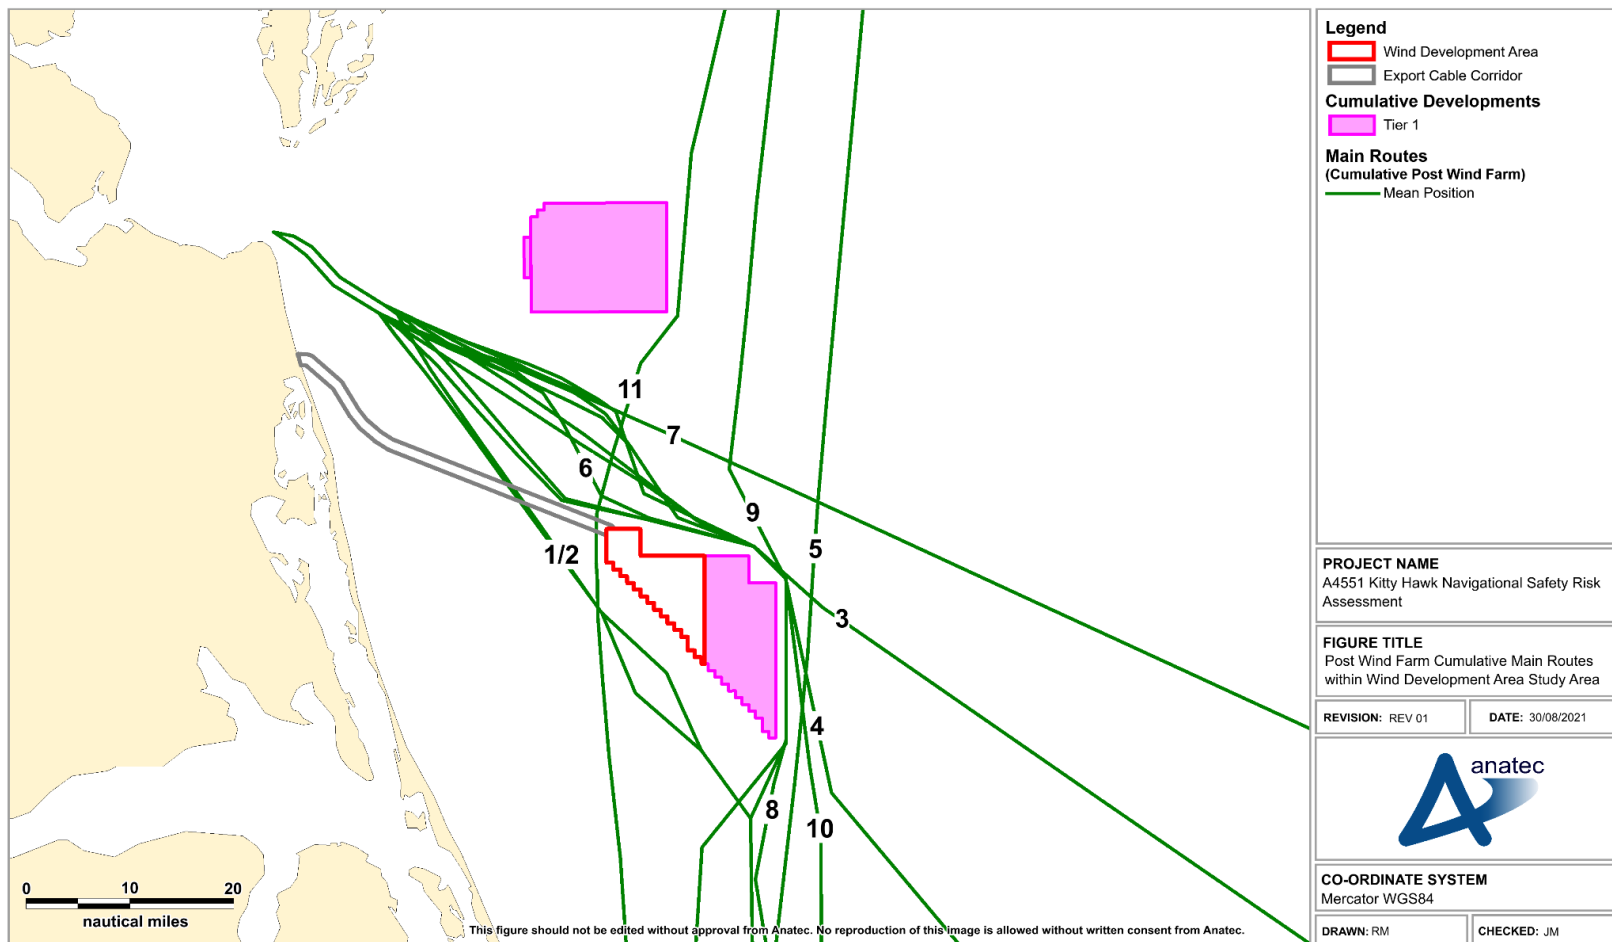 11
7
6
9
5
1/2
3
4
8
10
0 10 20
nautical miles
This figure should not be edited without approval from Anatec. No reproduction of this image is allowed without written consent from Anatec.
Legend
Wind Development Area
Export Cable Corridor
Cumulative Developments
Tier 1
Main Routes
(Cumulative Post Wind Farm)
Mean Position
PROJECT NAME
A4551 Kitty Hawk Navigational Safety Risk
Assessment
FIGURE TITLE
Post Wind Farm Cumulative Main Routes
within Wind Development Area Study Area
REVISION: REV 01
DATE: 30/08/2021
anatec
CO-ORDINATE SYSTEM
Mercator WGS84
DRAWN: RM
CHECKED: JM